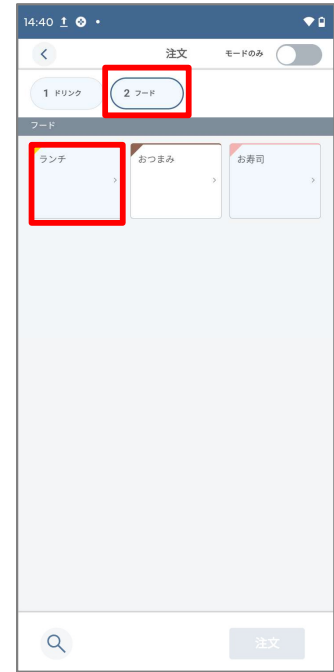 14:40
注文 モードのみ
1 ドリンク 2 フード
フード
ランチ おつまみ お寿司
注文